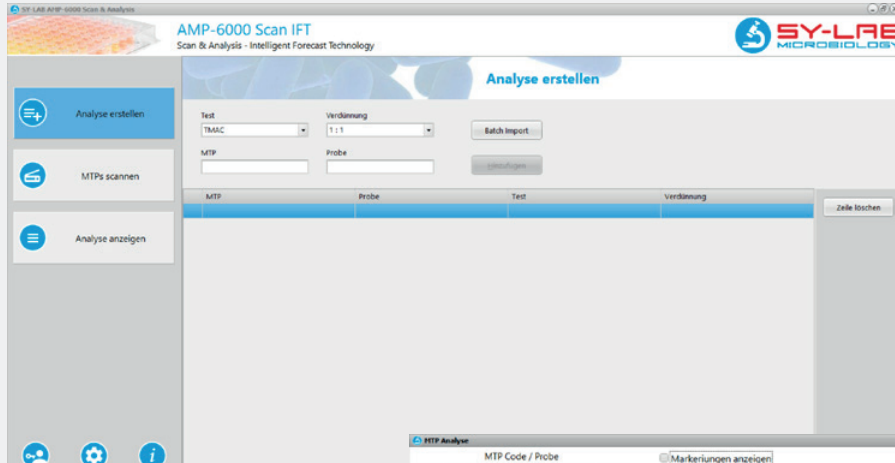 SY-LAB AMP-6000 Scan & Analysis
AMP-6000 Scan IFT
Scan & Analysis - Intelligent Forecast Technology
SY-LAB
MICROBIOLOGY
Analyse erstellen
Analyse erstellen
MTPs scannen
Analyse anzeigen
Test
Verdünnung
TMAC
1 : 1
Batch Import
MTP
Probe
Hinzufügen
MTP
Probe
Test
Verdünnung
Zeile löschen
MTP Analyse
MTP Code / Probe
Markeriungen anzeigen